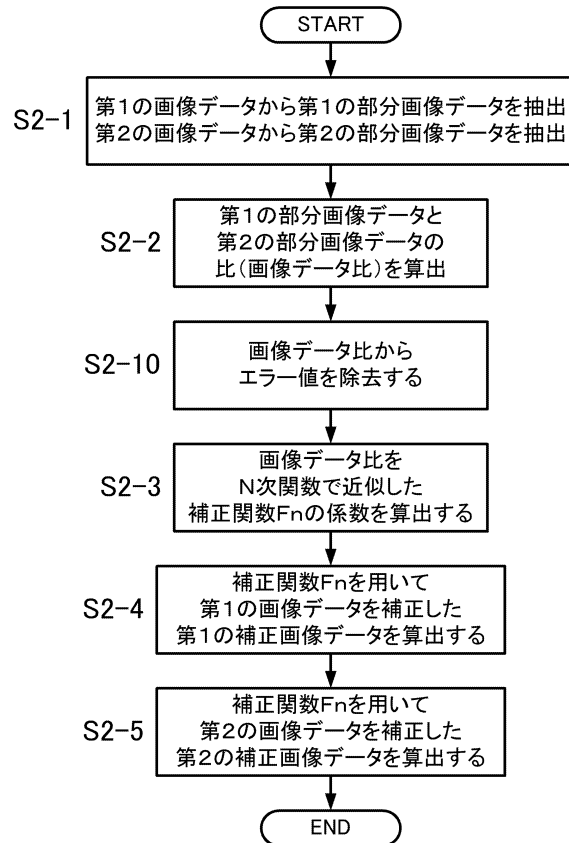 START
S2-1
第1の画像データから第1の部分画像データを抽出
第2の画像データから第2の部分画像データを抽出
S2-2
第1の部分画像データと
第2の部分画像データの
比(画像データ比)を算出
S2-10
画像データ比から
エラー値を除去する
S2-3
画像データ比を
N次関数で近似した
補正関数Fnの係数を算出する
S2-4
補正関数Fnを用いて
第1の画像データを補正した
第1の補正画像データを算出する
S2-5
補正関数Fnを用いて
第2の画像データを補正した
第2の補正画像データを算出する
END